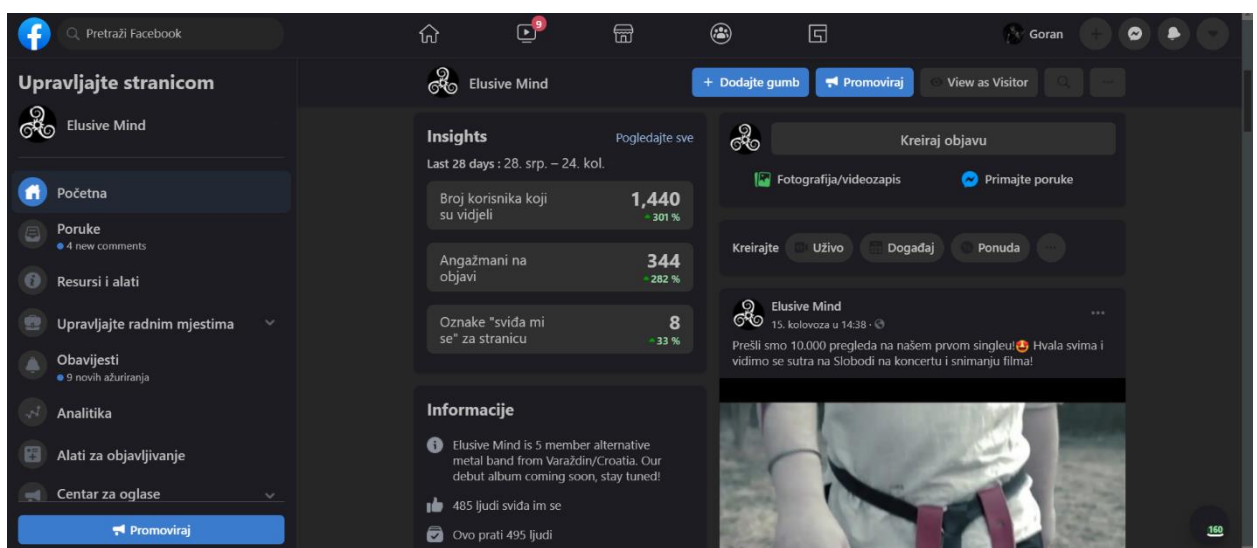 Pretraži Facebook
9
Goran
Upravljajte stranicom
Elusive Mind
Početna
Poruke
4 new comments
Resursi i alati
Upravljajte radnim mjestima
Obavijesti
9 novih ažuriranja
Analitika
Alati za objavljivanje
Centar za oglase
Promoviraj
Elusive Mind
+ Dodajte gumb
Promoviraj
View as Visitor
Insights
Pogledajte sve
Last 28 days : 28. srp. – 24. kol.
Broj korisnika koji
su vidjeli
1,440
301 %
Angažmani na
objavi
344
282 %
Oznake "sviđa mi
se" za stranicu
8
33 %
Informacije
Elusive Mind is 5 member alternative
metal band from Varaždin/Croatia. Our
debut album coming soon, stay tuned!
485 ljudi sviđa im se
Ovo prati 495 ljudi
Kreiraj objavu
Fotografija/videozapis
Primajte poruke
Kreirajte
Uživo
Događaj
Ponuda
Elusive Mind
15. kolovoza u 14:38 ·
Prešli smo 10.000 pregleda na našem prvom singleu!🤩 Hvala svima i
vidimo se sutra na Slobodi na koncertu i snimanju filma!
160